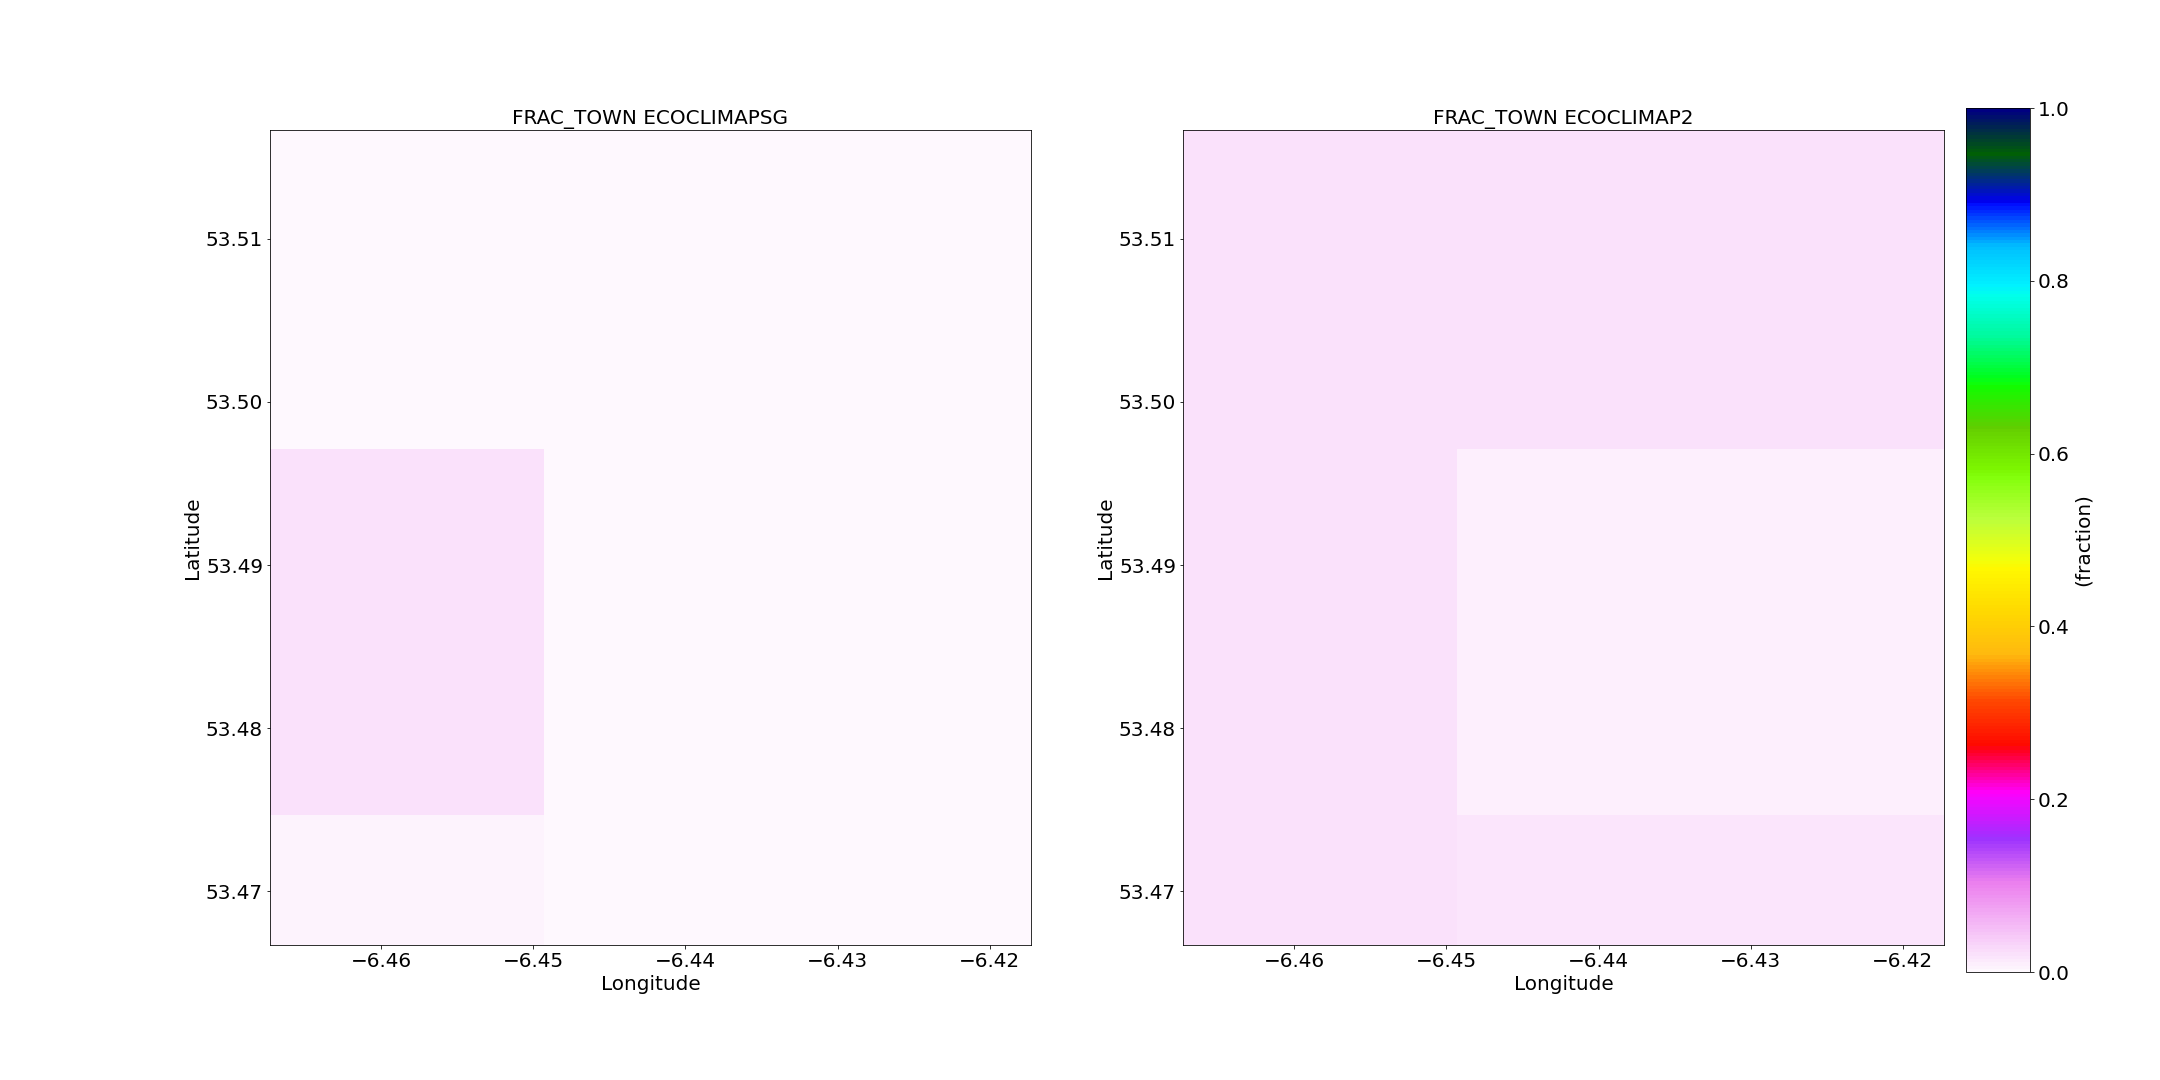 FRAC_TOWN ECOCLIMAPSG
53.51
53.50
53.49
53.48
53.47
Latitude
−6.46 −6.45 −6.44 −6.43 −6.42
Longitude
FRAC_TOWN ECOCLIMAP2
53.51
53.50
53.49
53.48
53.47
Latitude
−6.46 −6.45 −6.44 −6.43 −6.42
Longitude
1.0
0.8
0.6
0.4
0.2
0.0
(fraction)